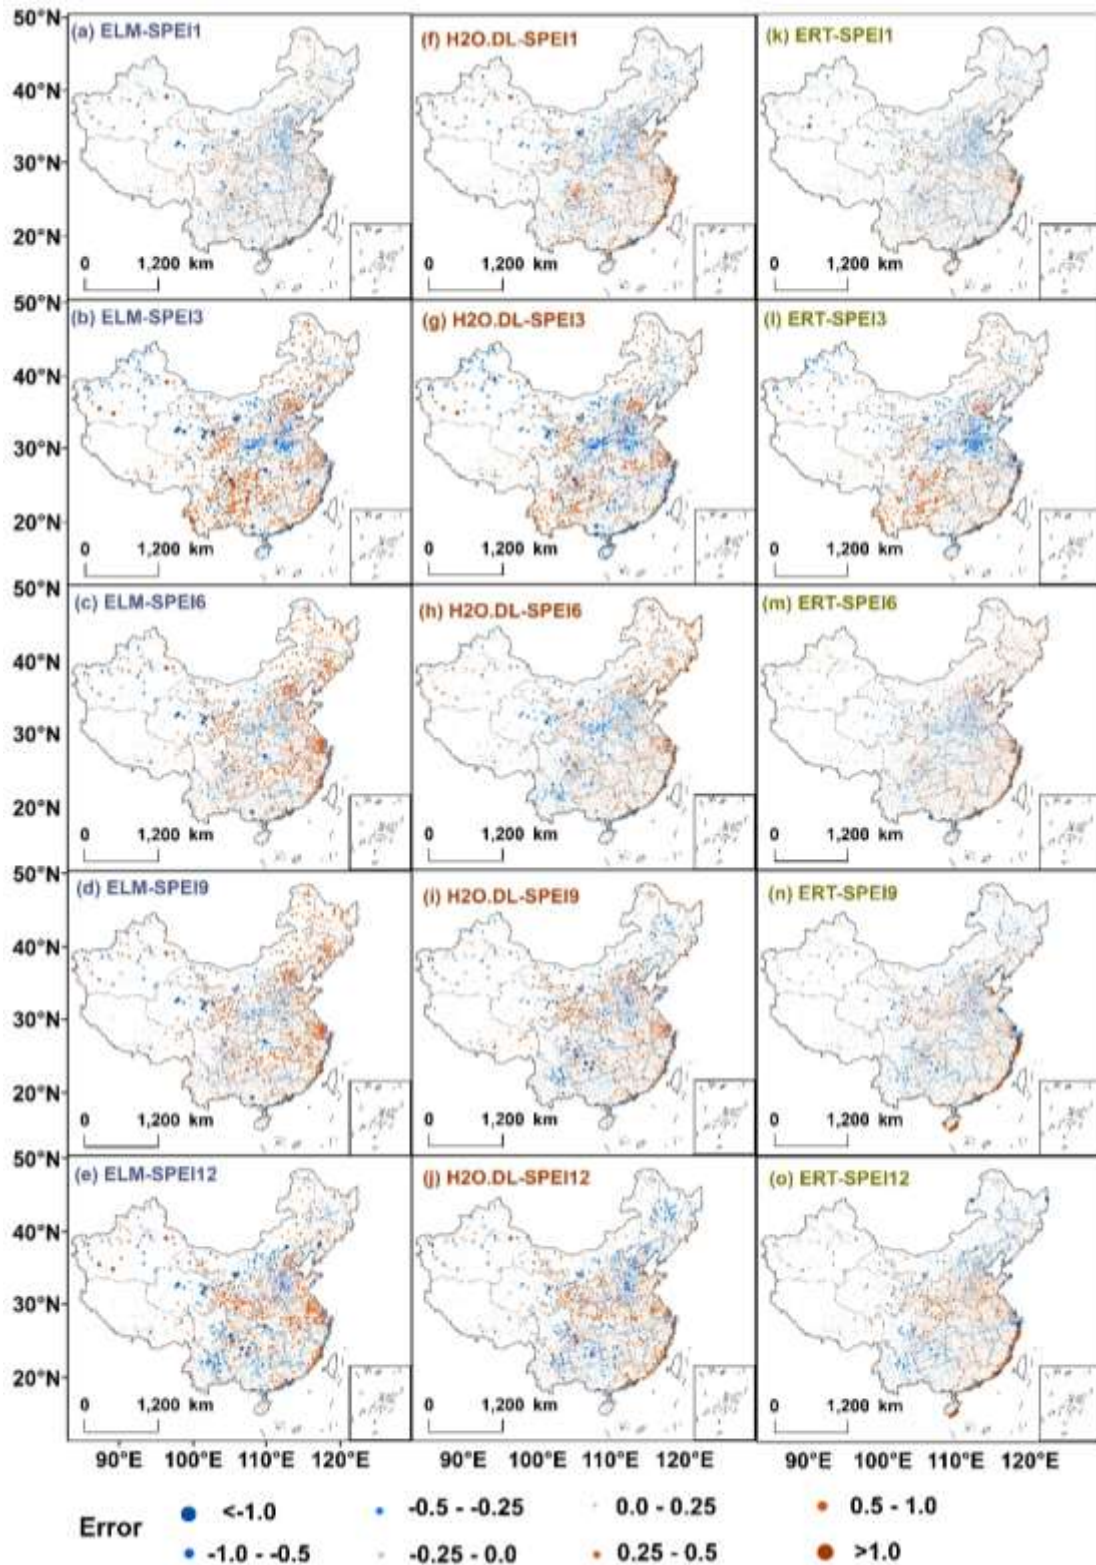 50°N
(a) ELM-SPEI1
(f) H2O.DL-SPEI1
(k) ERT-SPEI1
40°N
30°N
20°N
0 1,200 km
0 1,200 km
0 1,200 km
50°N
(b) ELM-SPEI3
(g) H2O.DL-SPEI3
(l) ERT-SPEI3
40°N
30°N
20°N
0 1,200 km
0 1,200 km
0 1,200 km
50°N
(c) ELM-SPEI6
(h) H2O.DL-SPEI6
(m) ERT-SPEI6
40°N
30°N
20°N
0 1,200 km
0 1,200 km
0 1,200 km
50°N
(d) ELM-SPEI9
(i) H2O.DL-SPEI9
(n) ERT-SPEI9
40°N
30°N
20°N
0 1,200 km
0 1,200 km
0 1,200 km
50°N
(e) ELM-SPEI12
(j) H2O.DL-SPEI12
(o) ERT-SPEI12
40°N
30°N
20°N
0 1,200 km
0 1,200 km
0 1,200 km
90°E 100°E 110°E 120°E 90°E 100°E 110°E 120°E 90°E 100°E 110°E 120°E
Error
<-1.0 -0.5 - -0.25 0.0 - 0.25 0.5 - 1.0
-1.0 - -0.5 -0.25 - 0.0 0.25 - 0.5 >1.0